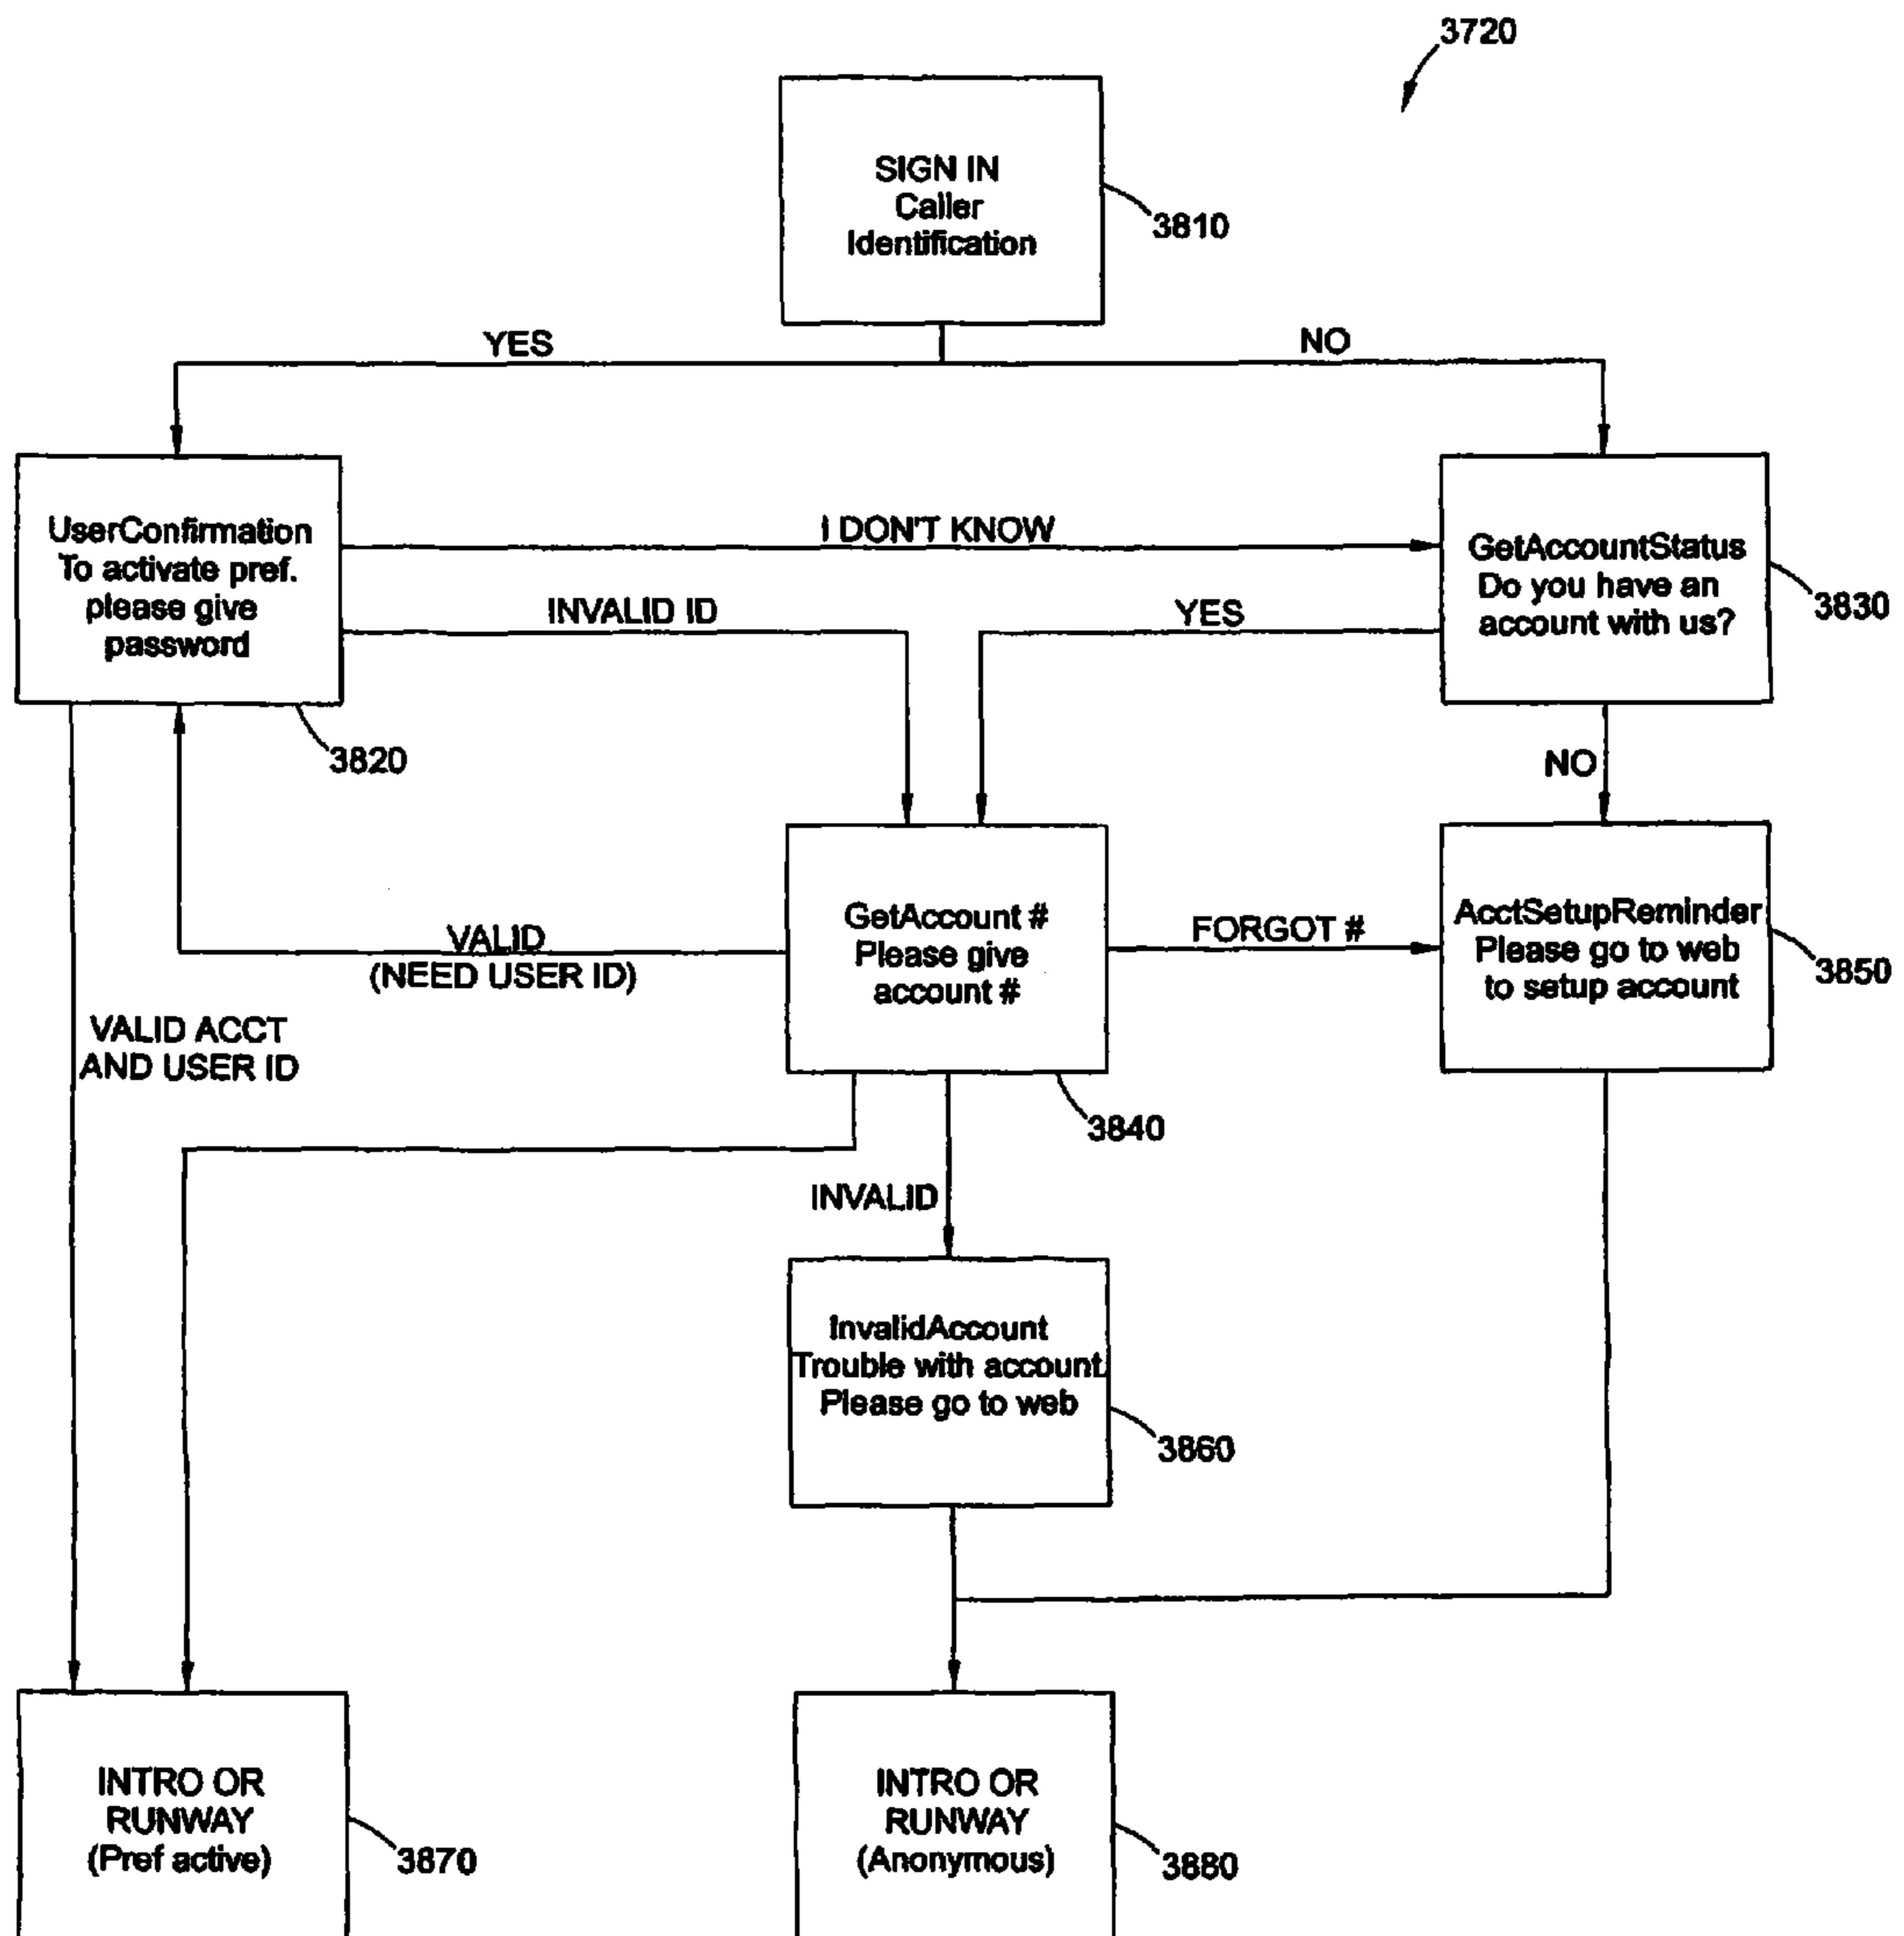 3720
SIGN IN
Caller
Identification
3810
YES
NO
UserConfirmation
To activate pref.
please give
password
3820
I DON'T KNOW
INVALID ID
YES
GetAccountStatus
Do you have an
account with us?
3830
NO
VALID
(NEED USER ID)
GetAccount #
Please give
account #
3840
FORGOT #
AcctSetupReminder
Please go to web
to setup account
3850
VALID ACCT
AND USER ID
INVALID
InvalidAccount
Trouble with account.
Please go to web
3860
INTRO OR
RUNWAY
(Pref active)
3870
INTRO OR
RUNWAY
(Anonymous)
3880